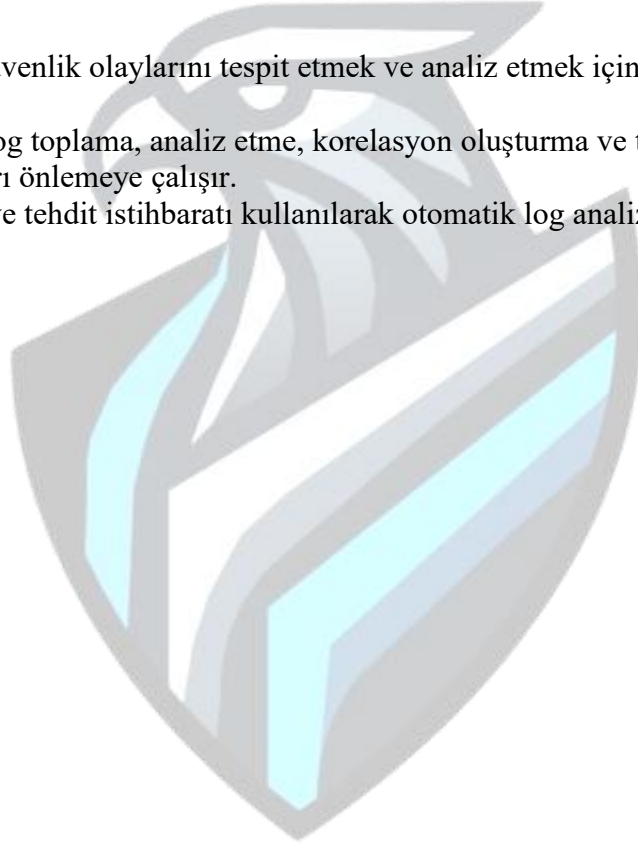 venlik olaylarını tespit etmek ve analiz etmek için
og toplama, analiz etme, korelasyon oluşturma ve t
rı önlemeye çalışır.
ve tehdit istihbaratı kullanılarak otomatik log analiz